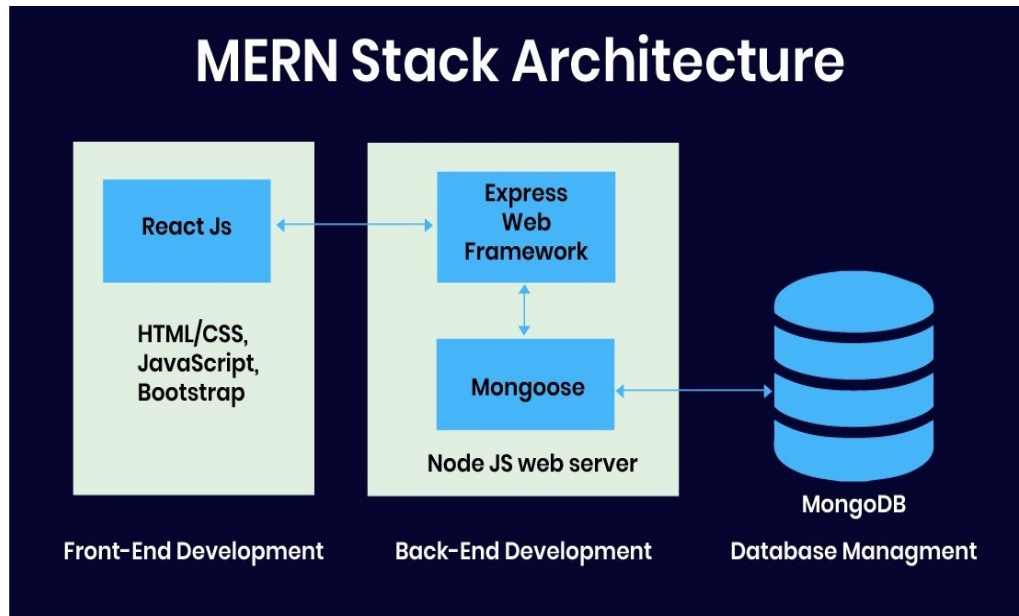 MERN Stack Architecture
React Js
HTML/CSS,
JavaScript,
Bootstrap
Express
Web
Framework
Mongoose
Node JS web server
MongoDB
Front-End Development
Back-End Development
Database Managment